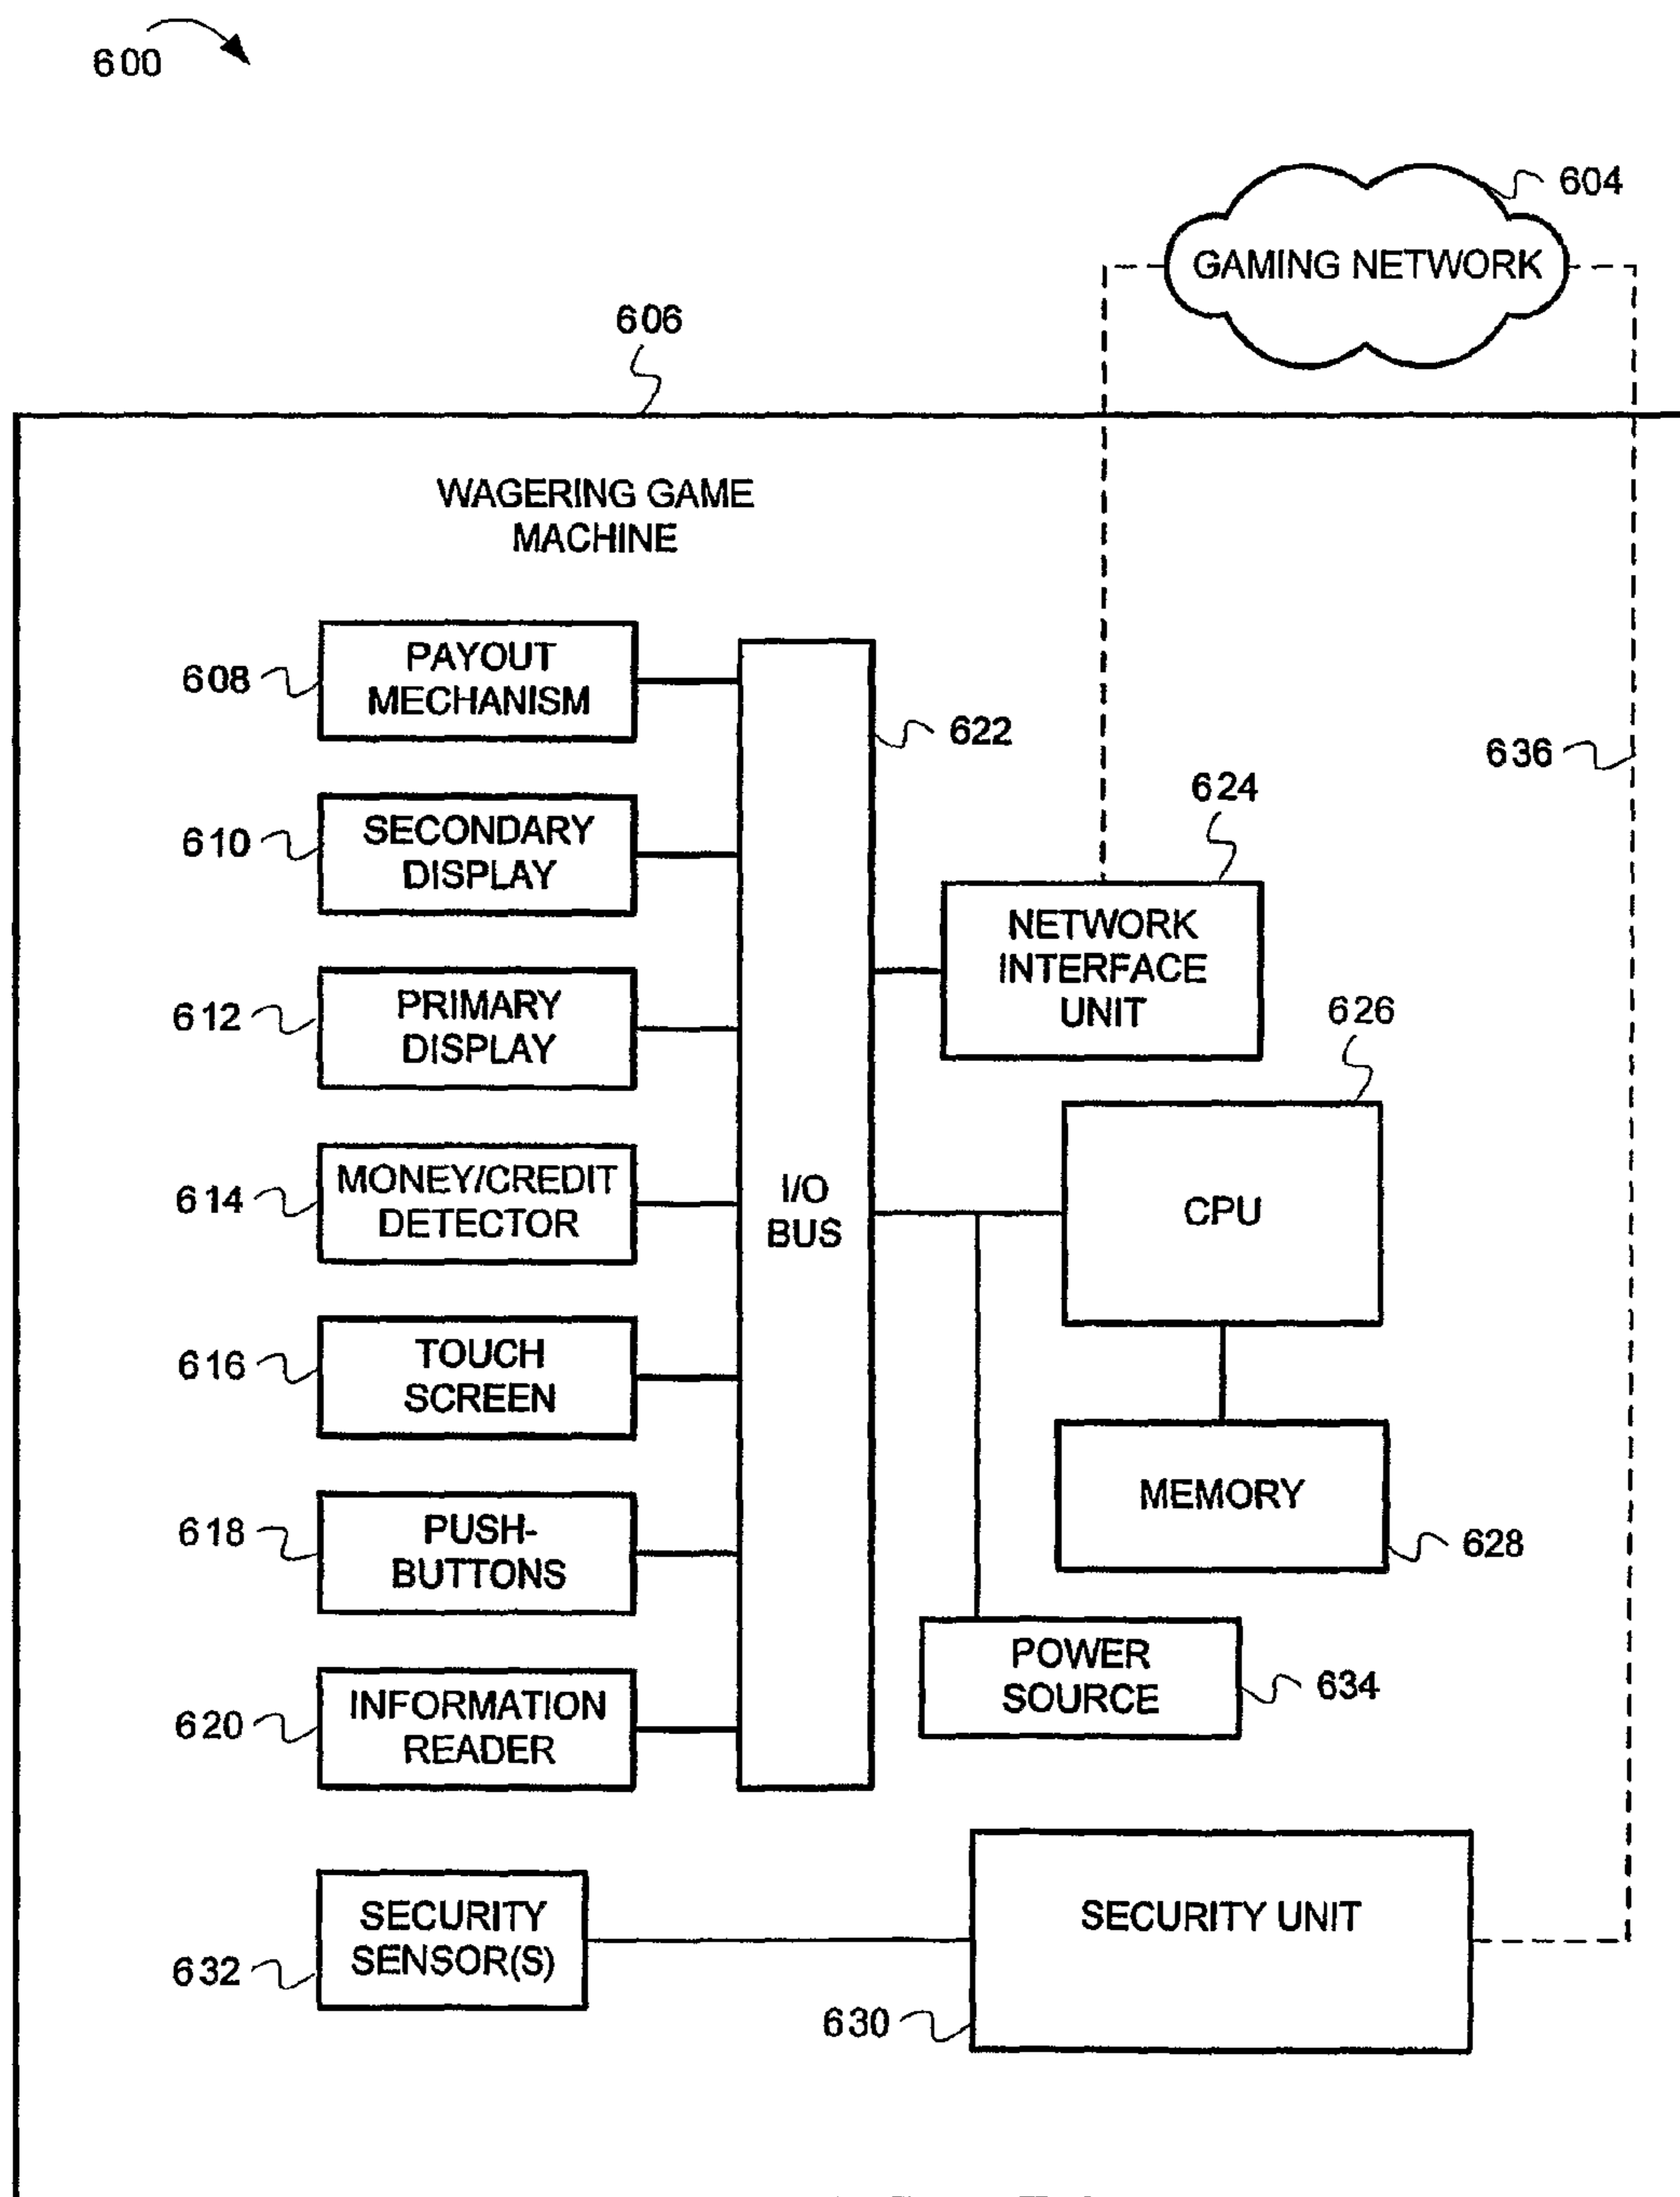 600
604
GAMING NETWORK
606
WAGERING GAME
MACHINE
608
PAYOUT
MECHANISM
622
636
610
SECONDARY
DISPLAY
624
NETWORK
INTERFACE
UNIT
612
PRIMARY
DISPLAY
626
614
MONEY/CREDIT
DETECTOR
I/O
BUS
CPU
616
TOUCH
SCREEN
MEMORY
628
618
PUSH-
BUTTONS
POWER
SOURCE
634
620
INFORMATION
READER
632
SECURITY
SENSOR(S)
SECURITY UNIT
630